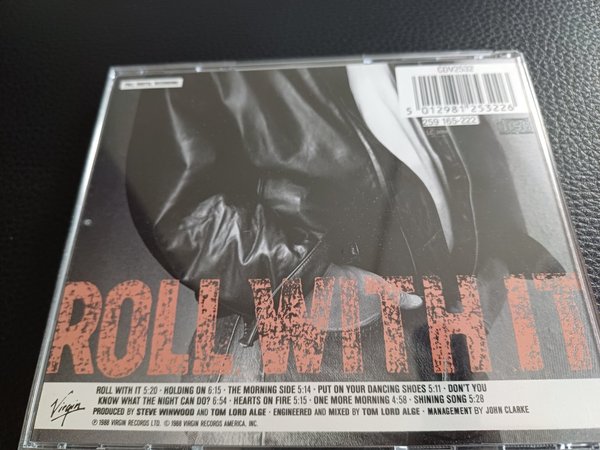 FULL DIGITAL RECORDING
CDV2532
5 012981 253226
259 165-222
ROLL WITH IT
ROLL WITH IT 5:20 · HOLDING ON 6:15 · THE MORNING SIDE 5:14 · PUT ON YOUR DANCING SHOES 5:11 · DON'T YOU
KNOW WHAT THE NIGHT CAN DO? 6:54 · HEARTS ON FIRE 5:15 · ONE MORE MORNING 4:58 · SHINING SONG 5:28
PRODUCED BY STEVE WINWOOD AND TOM LORD ALGE · ENGINEERED AND MIXED BY TOM LORD ALGE · MANAGEMENT BY JOHN CLARKE
℗ 1988 VIRGIN RECORDS LTD. © 1988 VIRGIN RECORDS AMERICA, INC.
Virgin